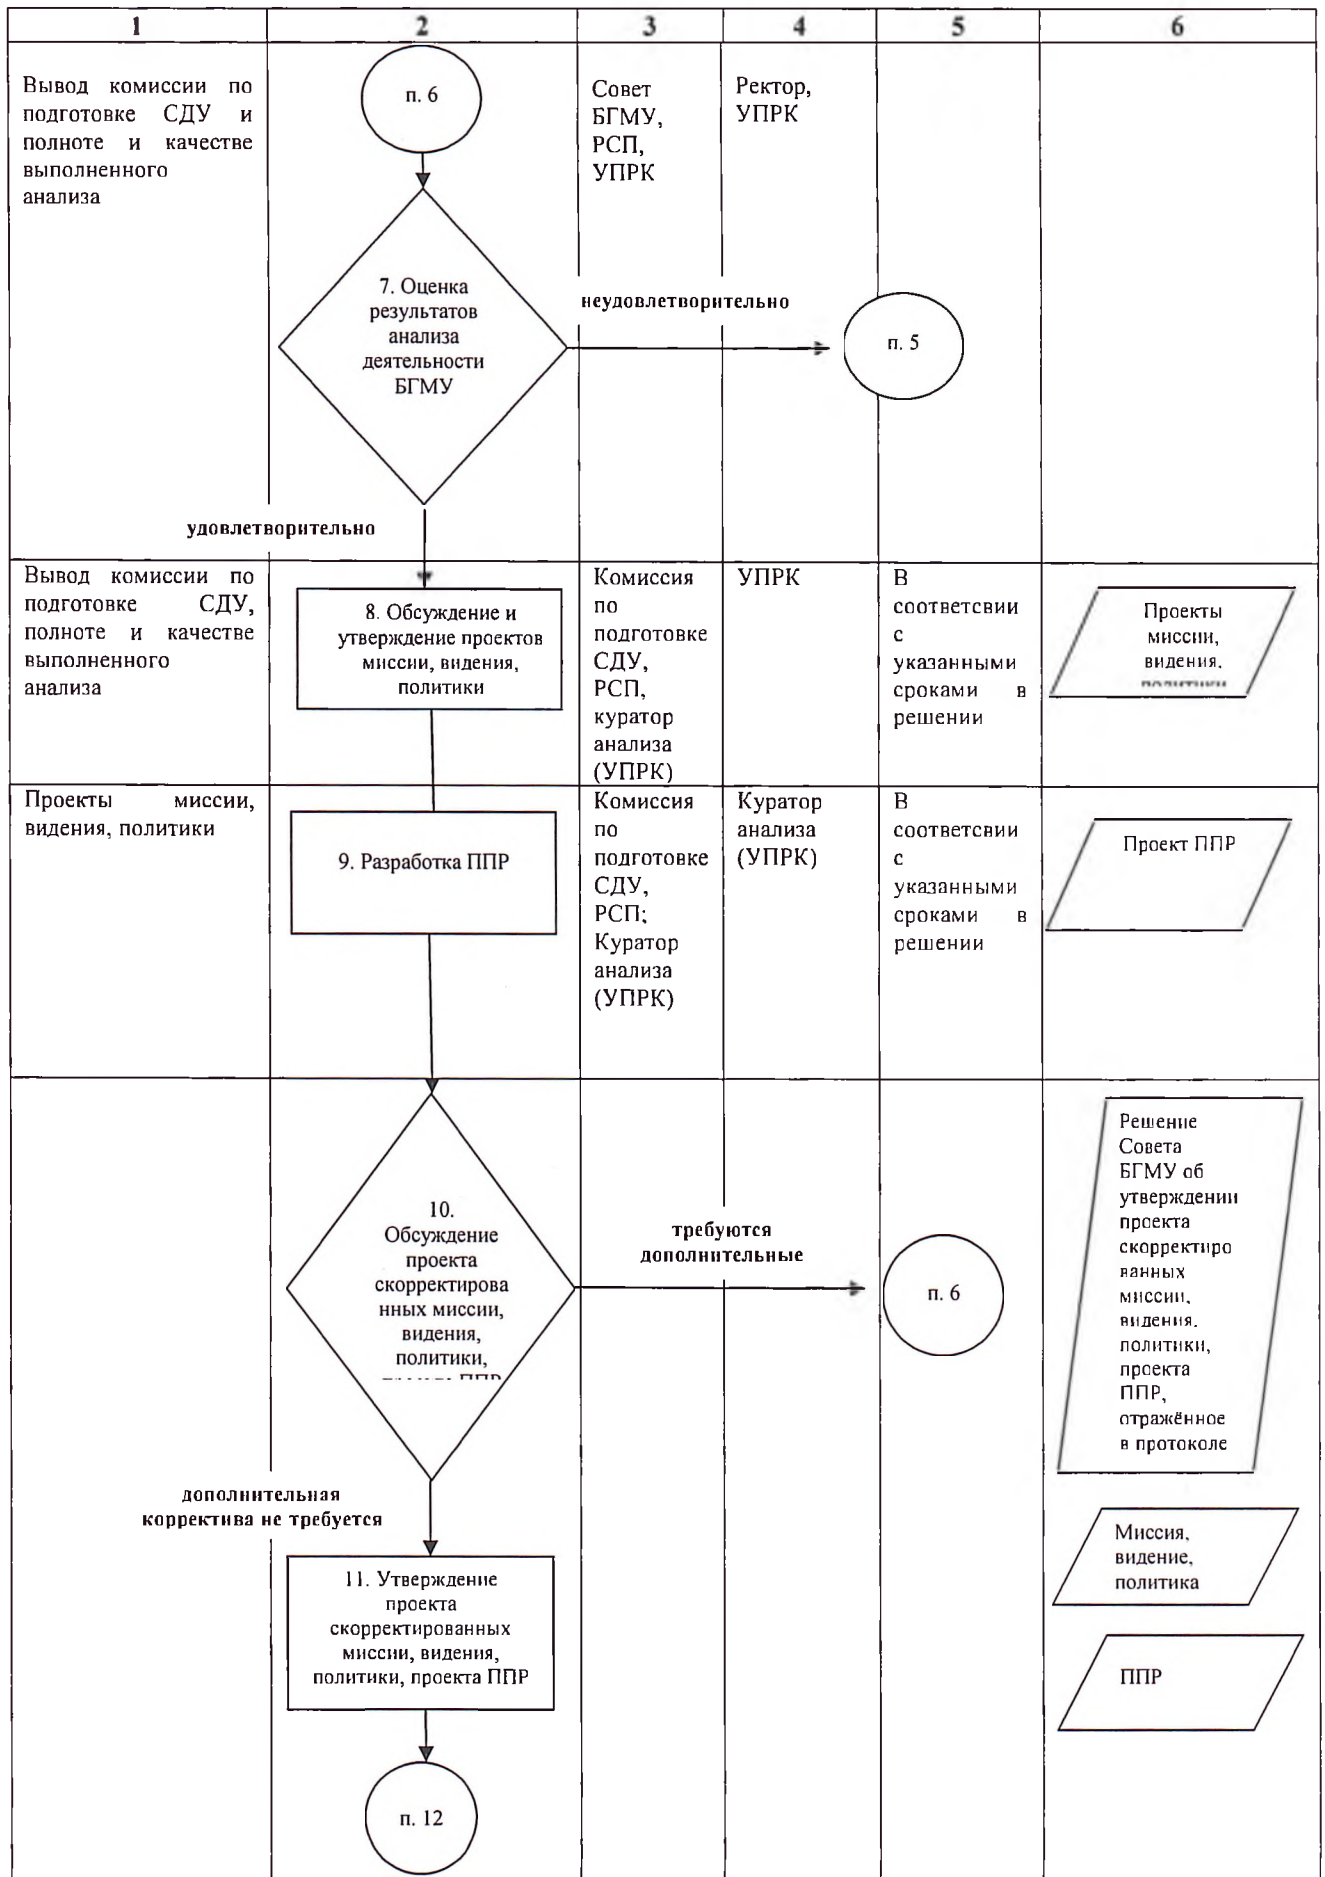 1 2 3 4 5 6
Вывод комиссии по
подготовке СДУ и
полноте и качестве
выполненного
анализа
п. 6
Совет
БГМУ,
РСП,
УПРК
Ректор,
УПРК
7. Оценка
результатов
анализа
деятельности
БГМУ
неудовлетворительно
п. 5
удовлетворительно
Вывод комиссии по
подготовке СДУ,
полноте и качестве
выполненного
анализа
8. Обсуждение и
утверждение проектов
миссии, видения,
политики
Комиссия
по
подготовке
СДУ,
РСП,
куратор
анализа
(УПРК)
УПРК
В
соответсвии
с
указанными
сроками в
решении
Проекты
миссии,
видения,
политики
Проекты миссии,
видения, политики
9. Разработка ППР
Комиссия
по
подготовке
СДУ,
РСП;
Куратор
анализа
(УПРК)
Куратор
анализа
(УПРК)
В
соответсвии
с
указанными
сроками в
решении
Проект ППР
10.
Обсуждение
проекта
скорректирова
нных миссии,
видения,
политики,
ППР
требуются
дополнительные
п. 6
Решение
Совета
БГМУ об
утверждении
проекта
скорректиро
ванных
миссии,
видения,
политики,
проекта
ППР,
отражённое
в протоколе
дополнительная
корректива не требуется
11. Утверждение
проекта
скорректированных
миссии, видения,
политики, проекта ППР
Миссия,
видение,
политика
ППР
п. 12